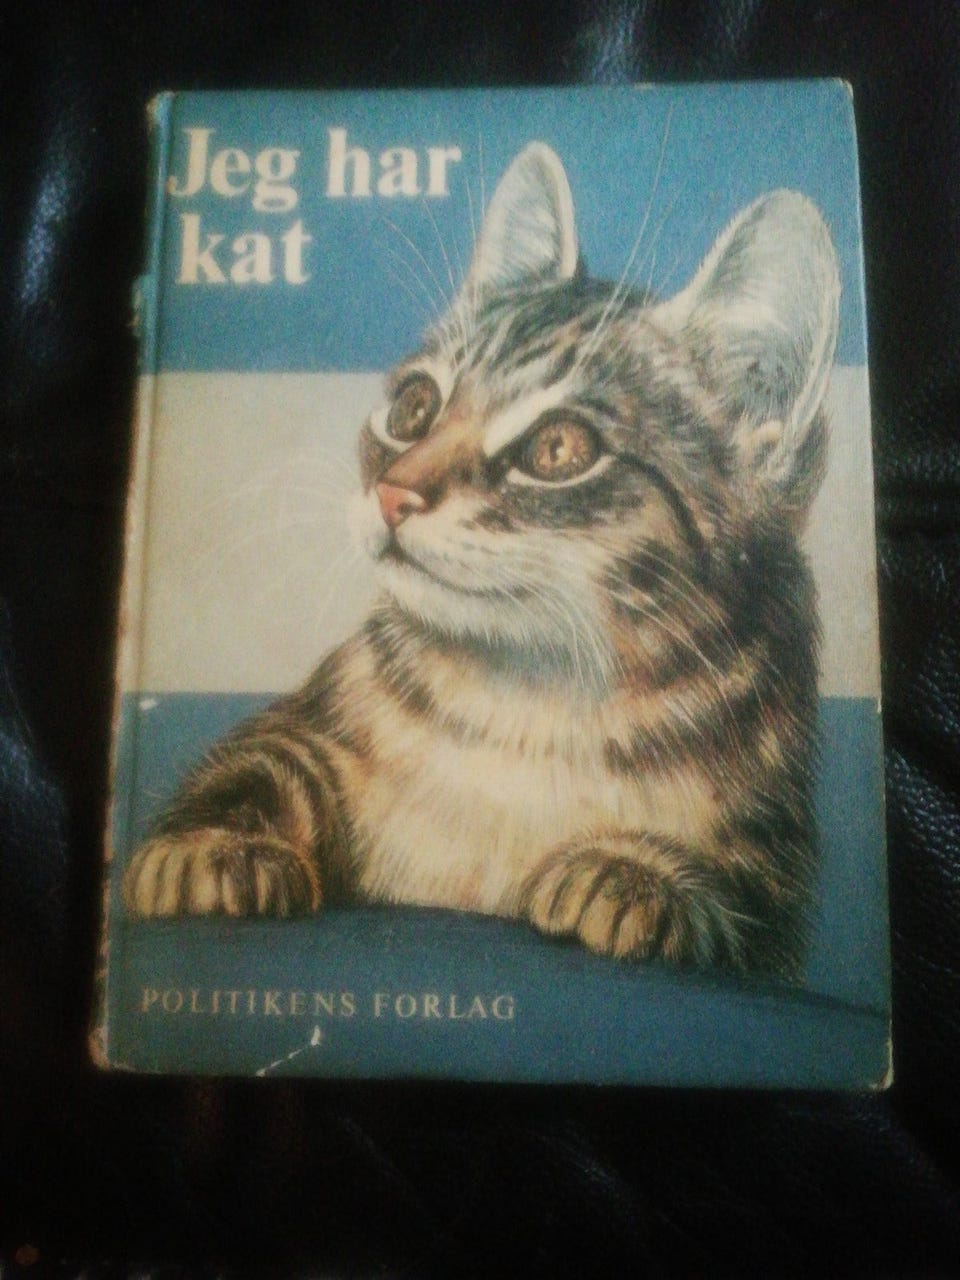 Jeg har
kat
POLITIKENS FORLAG